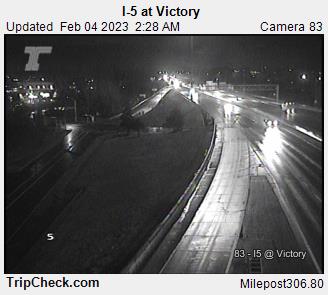 I-5 at Victory
Updated  Feb 04 2023  2:28 AM
Camera 83
S
83 - I5 @ Victory
TripCheck.com
Milepost306.80